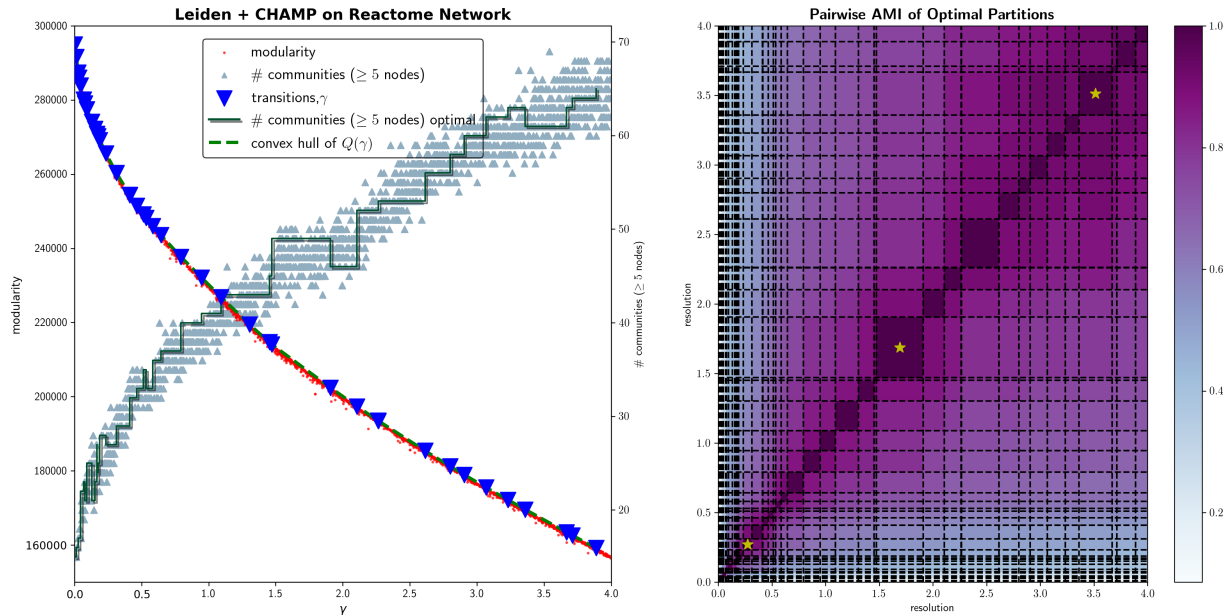 Leiden + CHAMP on Reactome Network
300000
280000
260000
240000
220000
200000
180000
160000
modularity
0.0 0.5 1.0 1.5 2.0 2.5 3.0 3.5 4.0
γ
70
60
50
40
30
20
# communities (≥ 5 nodes)
modularity
# communities (≥ 5 nodes)
transitions,γ
# communities (≥ 5 nodes) optimal
convex hull of Q(γ)
Pairwise AMI of Optimal Partitions
4.0
3.5
3.0
2.5
2.0
1.5
1.0
0.5
0.0
resolution
0.0 0.5 1.0 1.5 2.0 2.5 3.0 3.5 4.0
resolution
1.0
0.8
0.6
0.4
0.2